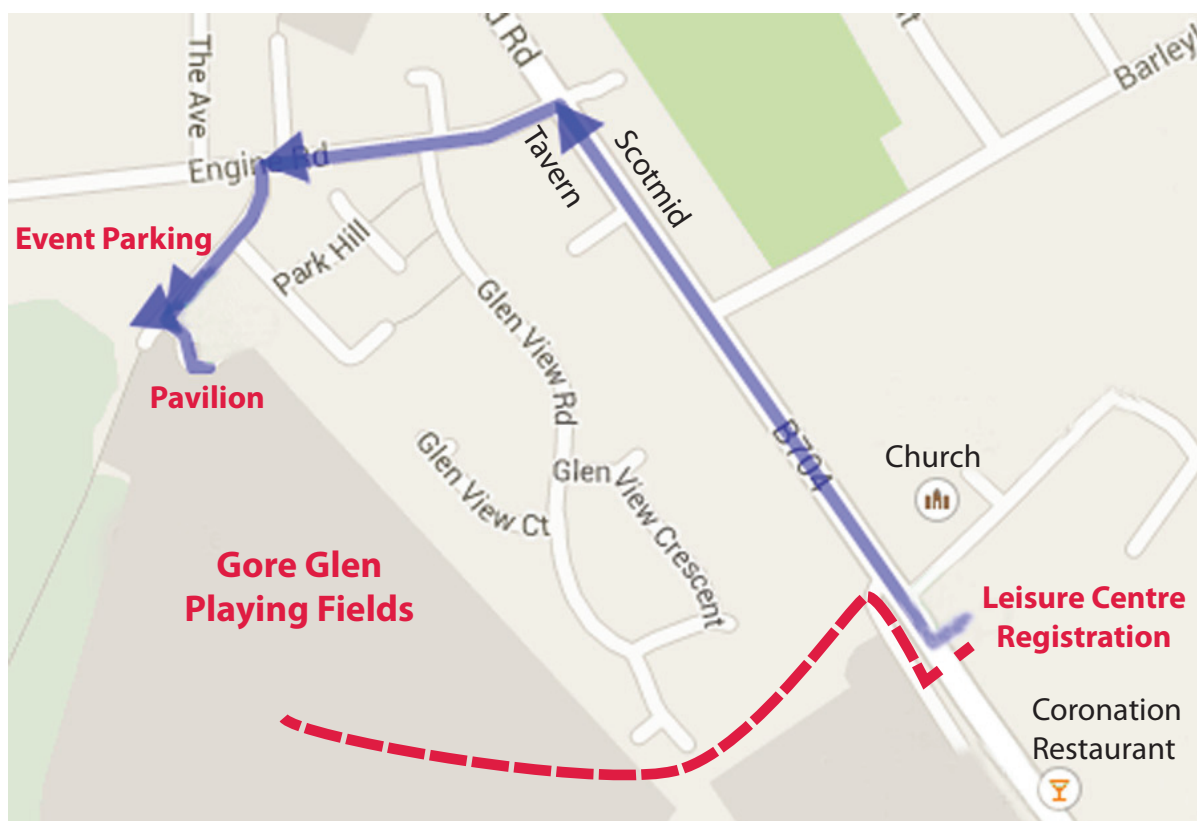 d Rd
The Ave
Barley
Engine Rd
Tavern
Scotmid
Event Parking
Park Hill
Glen View Rd
Pavilion
B704
Church
Glen View Ct
Glen View Crescent
Gore Glen
Playing Fields
Leisure Centre
Registration
Coronation
Restaurant